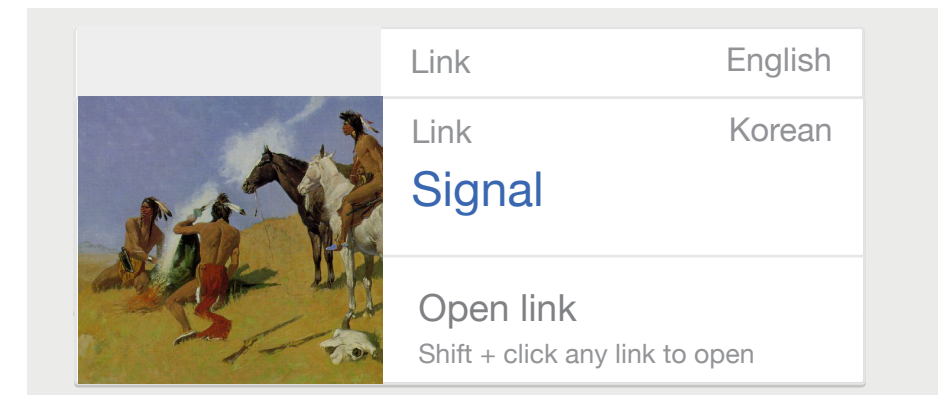 Link English
Link Korean
Signal
Open link
Shift + click any link to open